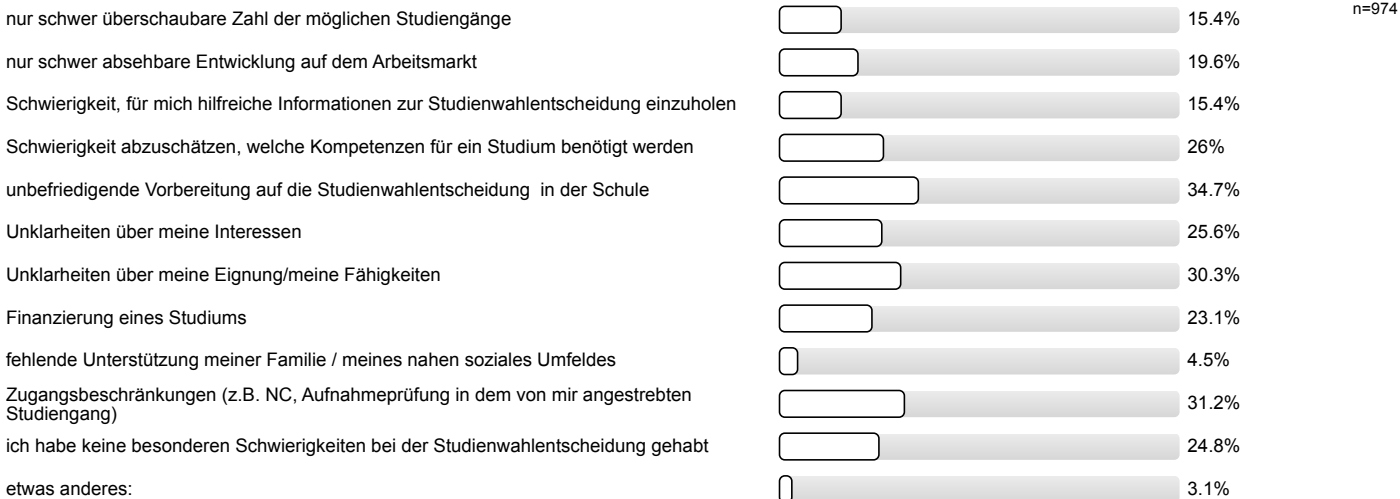 nur schwer überschaubare Zahl der möglichen Studiengänge 15.4% n=974
nur schwer absehbare Entwicklung auf dem Arbeitsmarkt 19.6%
Schwierigkeit, für mich hilfreiche Informationen zur Studienwahlentscheidung einzuholen 15.4%
Schwierigkeit abzuschätzen, welche Kompetenzen für ein Studium benötigt werden 26%
unbefriedigende Vorbereitung auf die Studienwahlentscheidung in der Schule 34.7%
Unklarheiten über meine Interessen 25.6%
Unklarheiten über meine Eignung/meine Fähigkeiten 30.3%
Finanzierung eines Studiums 23.1%
fehlende Unterstützung meiner Familie / meines nahen soziales Umfeldes 4.5%
Zugangsbeschränkungen (z.B. NC, Aufnahmeprüfung in dem von mir angestrebten
Studiengang) 31.2%
ich habe keine besonderen Schwierigkeiten bei der Studienwahlentscheidung gehabt 24.8%
etwas anderes: 3.1%